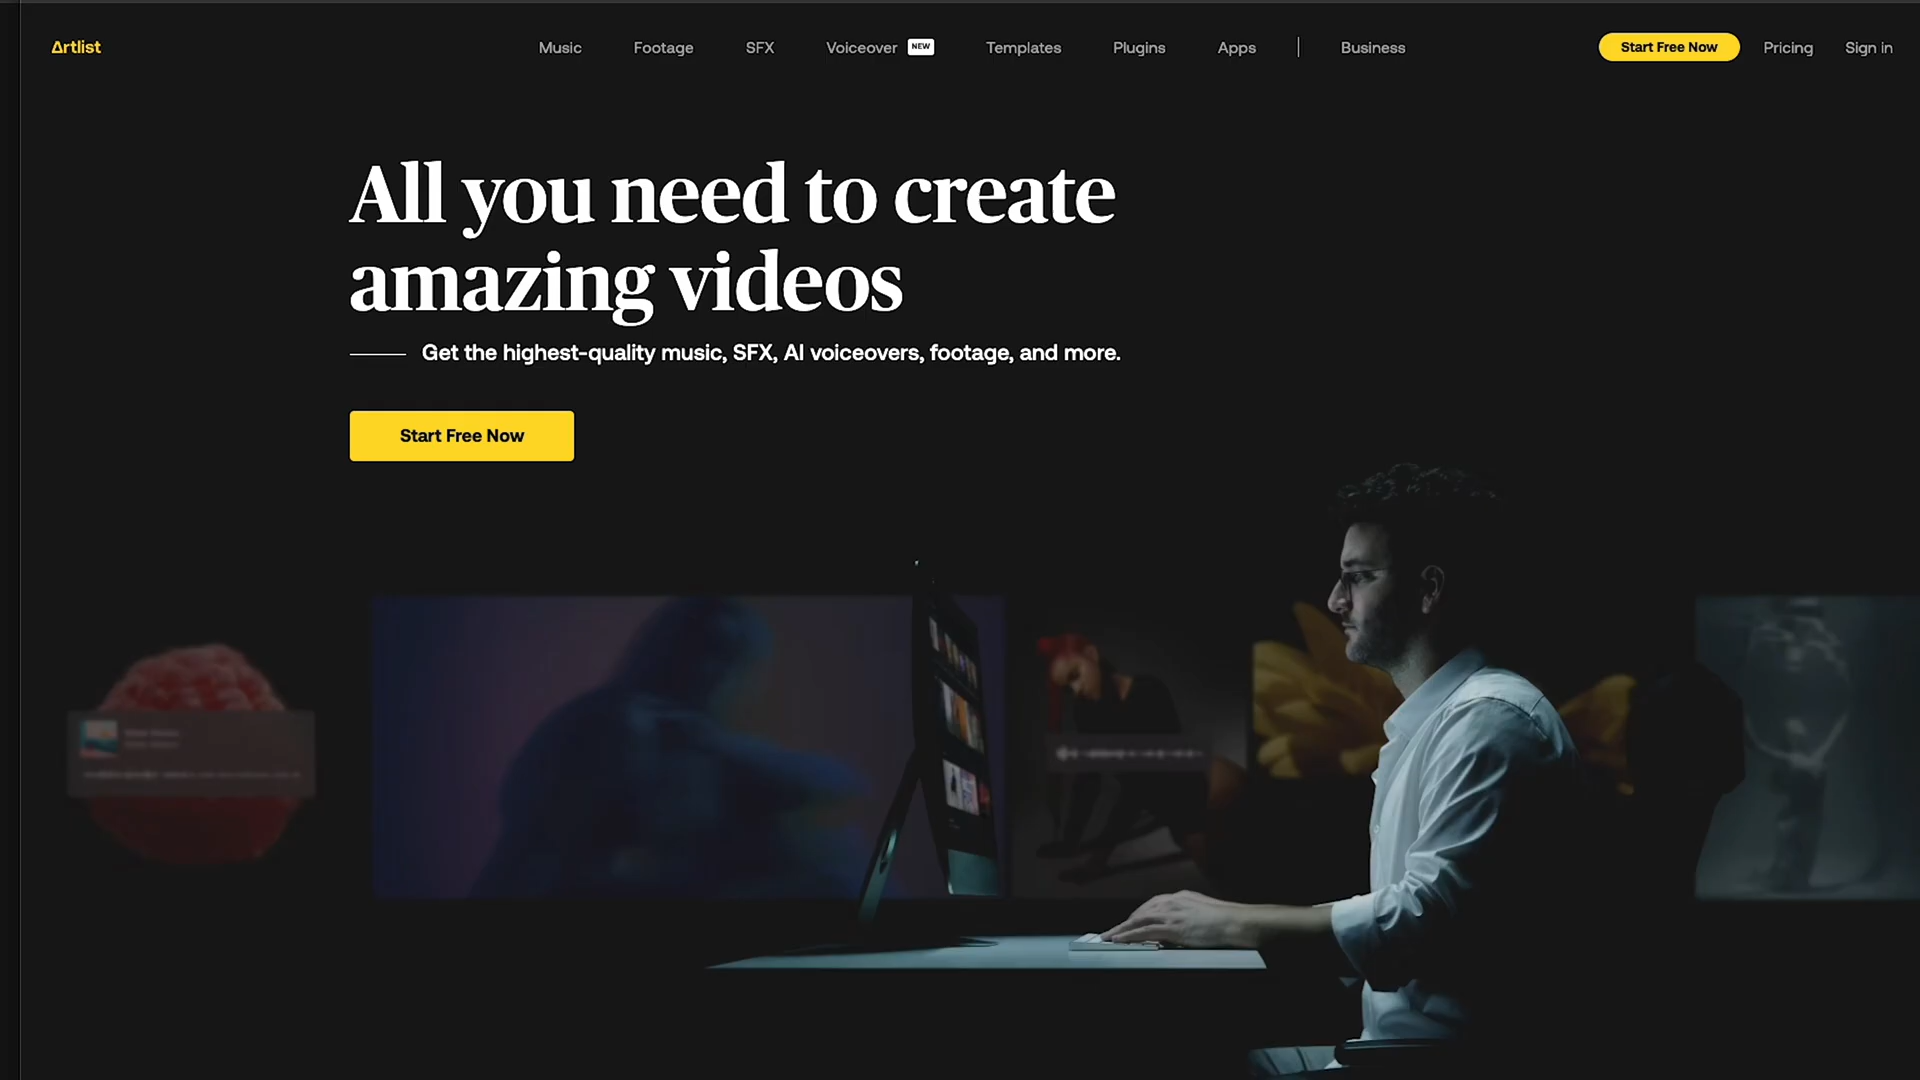 Artlist
Music
Footage
SFX
Voiceover NEW
Templates
Plugins
Apps
Business
Start Free Now
Pricing
Sign in
All you need to create
amazing videos
Get the highest-quality music, SFX, AI voiceovers, footage, and more.
Start Free Now